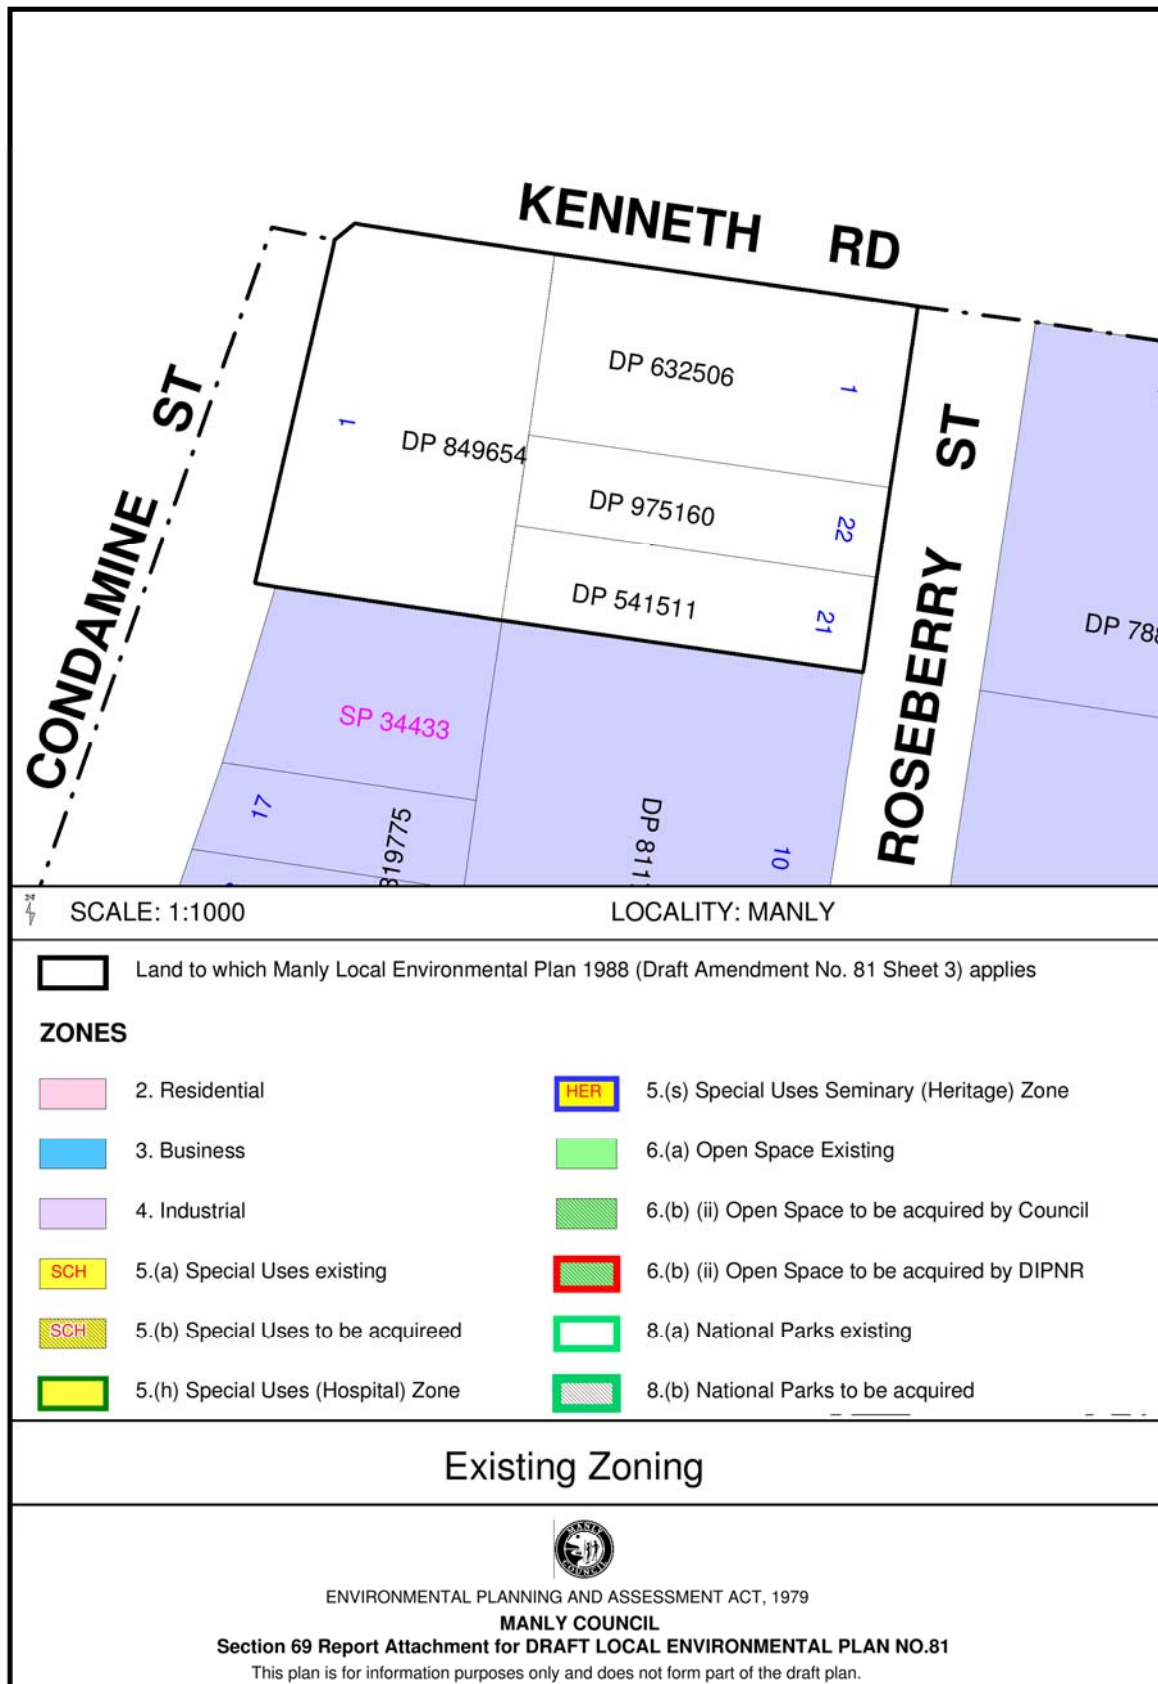 KENNETH RD
CONDAMINE ST
ROSEBERRY ST
DP 632506
1
1
DP 849654
DP 975160
22
DP 541511
21
DP 788
SP 34433
17
819775
DP 811
10
SCALE: 1:1000
LOCALITY: MANLY
Land to which Manly Local Environmental Plan 1988 (Draft Amendment No. 81 Sheet 3) applies
ZONES
2. Residential
3. Business
4. Industrial
SCH 5.(a) Special Uses existing
SCH 5.(b) Special Uses to be acquireed
5.(h) Special Uses (Hospital) Zone
HER 5.(s) Special Uses Seminary (Heritage) Zone
6.(a) Open Space Existing
6.(b) (ii) Open Space to be acquired by Council
6.(b) (ii) Open Space to be acquired by DIPNR
8.(a) National Parks existing
8.(b) National Parks to be acquired
Existing Zoning
MANLY COUNCIL
ENVIRONMENTAL PLANNING AND ASSESSMENT ACT, 1979
MANLY COUNCIL
Section 69 Report Attachment for DRAFT LOCAL ENVIRONMENTAL PLAN NO.81
This plan is for information purposes only and does not form part of the draft plan.